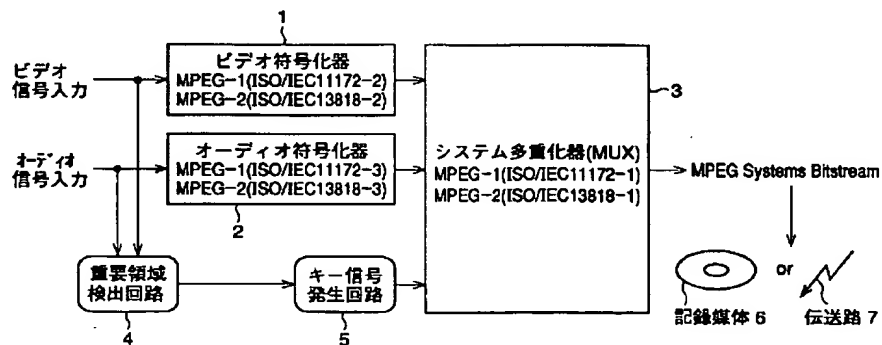 1
ビデオ
信号入力
ビデオ符号化器
MPEG-1(ISO/IEC11172-2)
MPEG-2(ISO/IEC13818-2)
オーディオ
信号入力
オーディオ符号化器
MPEG-1(ISO/IEC11172-3)
MPEG-2(ISO/IEC13818-3)
2
システム多重化器(MUX)
MPEG-1(ISO/IEC11172-1)
MPEG-2(ISO/IEC13818-1)
3
MPEG Systems Bitstream
重要領域
検出回路
4
キー信号
発生回路
5
or
記録媒体 6
伝送路 7